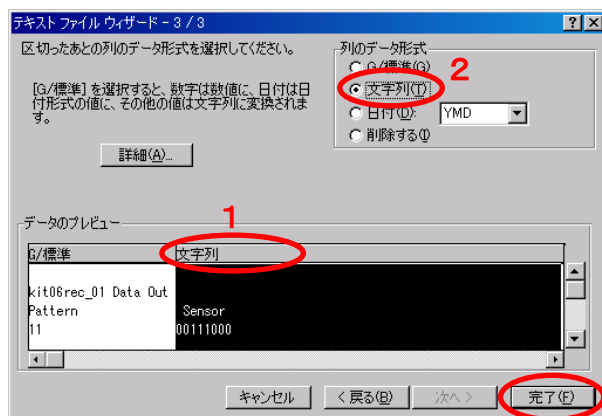 テキスト ファイル ウィザード - 3 / 3
区切ったあとの列のデータ形式を選択してください。
[G/標準] を選択すると、数字は数値に、日付は日
付形式の値に、その他の値は文字列に変換されま
す。
詳細(A)...
列のデータ形式
G/標準(G)
2
文字列(T)
日付(D):
YMD
削除する(I)
データのプレビュー
1
G/標準
文字列
kit06rec_01 Data Out
Pattern
Sensor
11
00111000
キャンセル
< 戻る(B)
次へ >
完了(F)